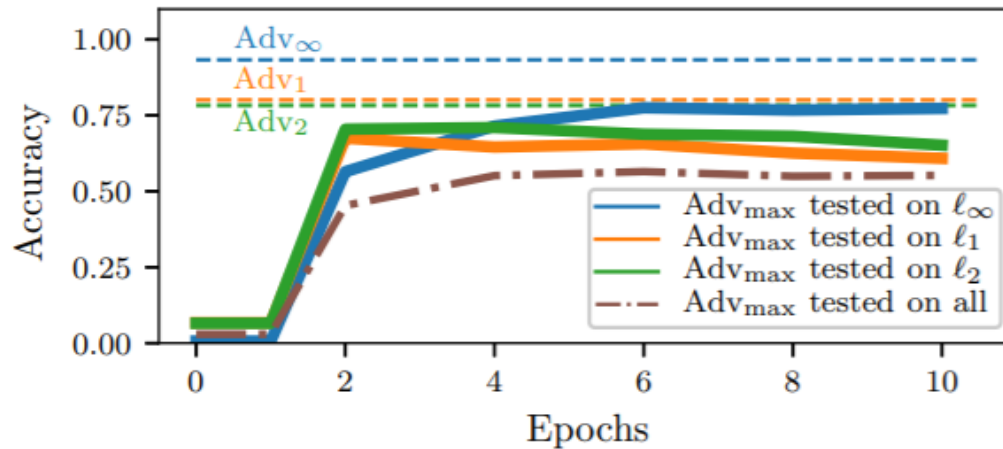 1.00
0.75
0.50
0.25
0.00
Accuracy
Adv∞
Adv₁
Adv₂
Advmax tested on ℓ∞
Advmax tested on ℓ₁
Advmax tested on ℓ₂
Advmax tested on all
0 2 4 6 8 10
Epochs